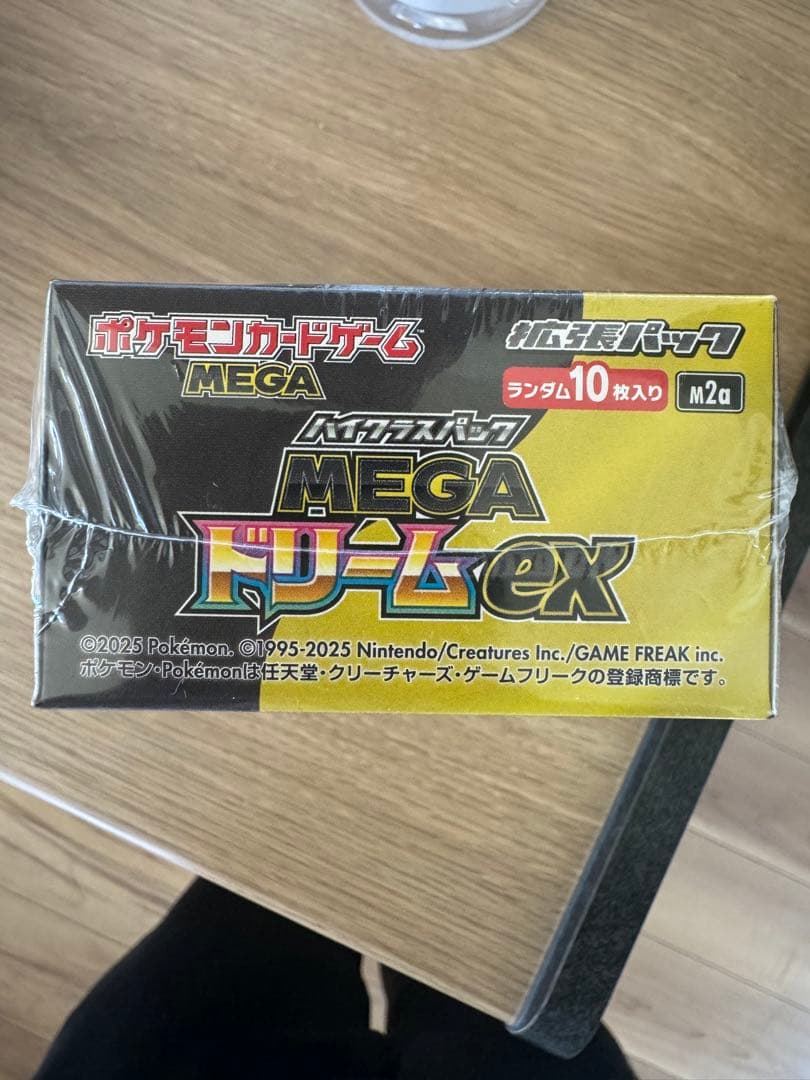 ポケモンカードゲーム™
MEGA
拡張パック
ランダム10枚入り
M2a
ハイクラスパック
MEGA
ドリームex
©2025 Pokémon. ©1995-2025 Nintendo/Creatures Inc./GAME FREAK inc.
ポケモン・Pokémonは任天堂・クリーチャーズ・ゲームフリークの登録商標です。